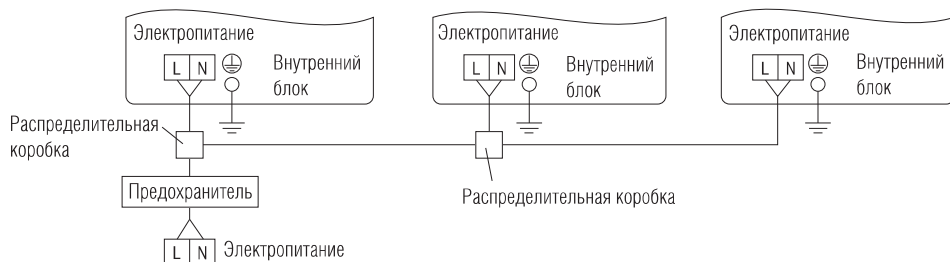 Электропитание
L N
Внутренний
блок
Электропитание
L N
Внутренний
блок
Электропитание
L N
Внутренний
блок
Распределительная
коробка
Распределительная коробка
Предохранитель
L N
Электропитание